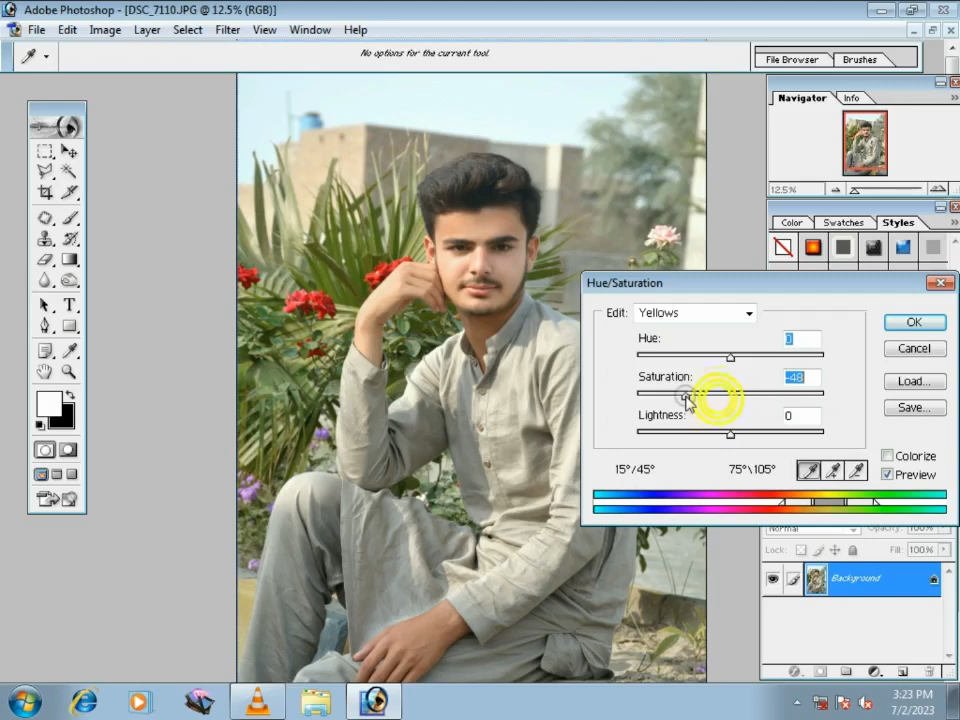 Adobe Photoshop - [DSC_7110.JPG @ 12.5% (RGB)]
File Edit Image Layer Select Filter View Window Help
No options for the current tool.
File Browser Brushes
Navigator Info
12.5%
Color Swatches Styles
Hue/Saturation
Edit: Yellows
Hue: 0
Saturation: -48
Lightness: 0
OK
Cancel
Load...
Save...
Colorize
Preview
15°/45° 75°\105°
Normal Opacity: 100%
Lock: Fill: 100%
Background
T
3:23 PM
7/2/2023